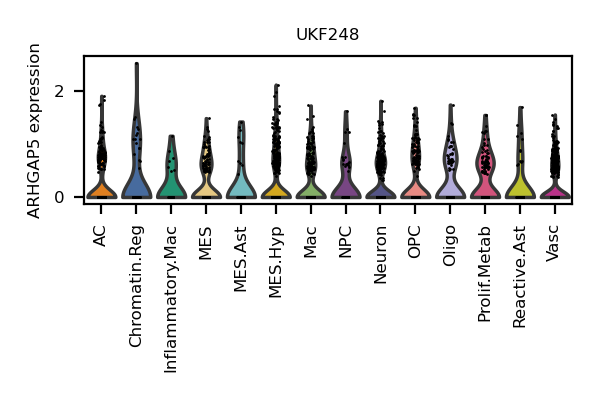 UKF248
ARHGAP5 expression
2
0
AC
Chromatin.Reg
Inflammatory.Mac
MES
MES.Ast
MES.Hyp
Mac
NPC
Neuron
OPC
Oligo
Prolif.Metab
Reactive.Ast
Vasc